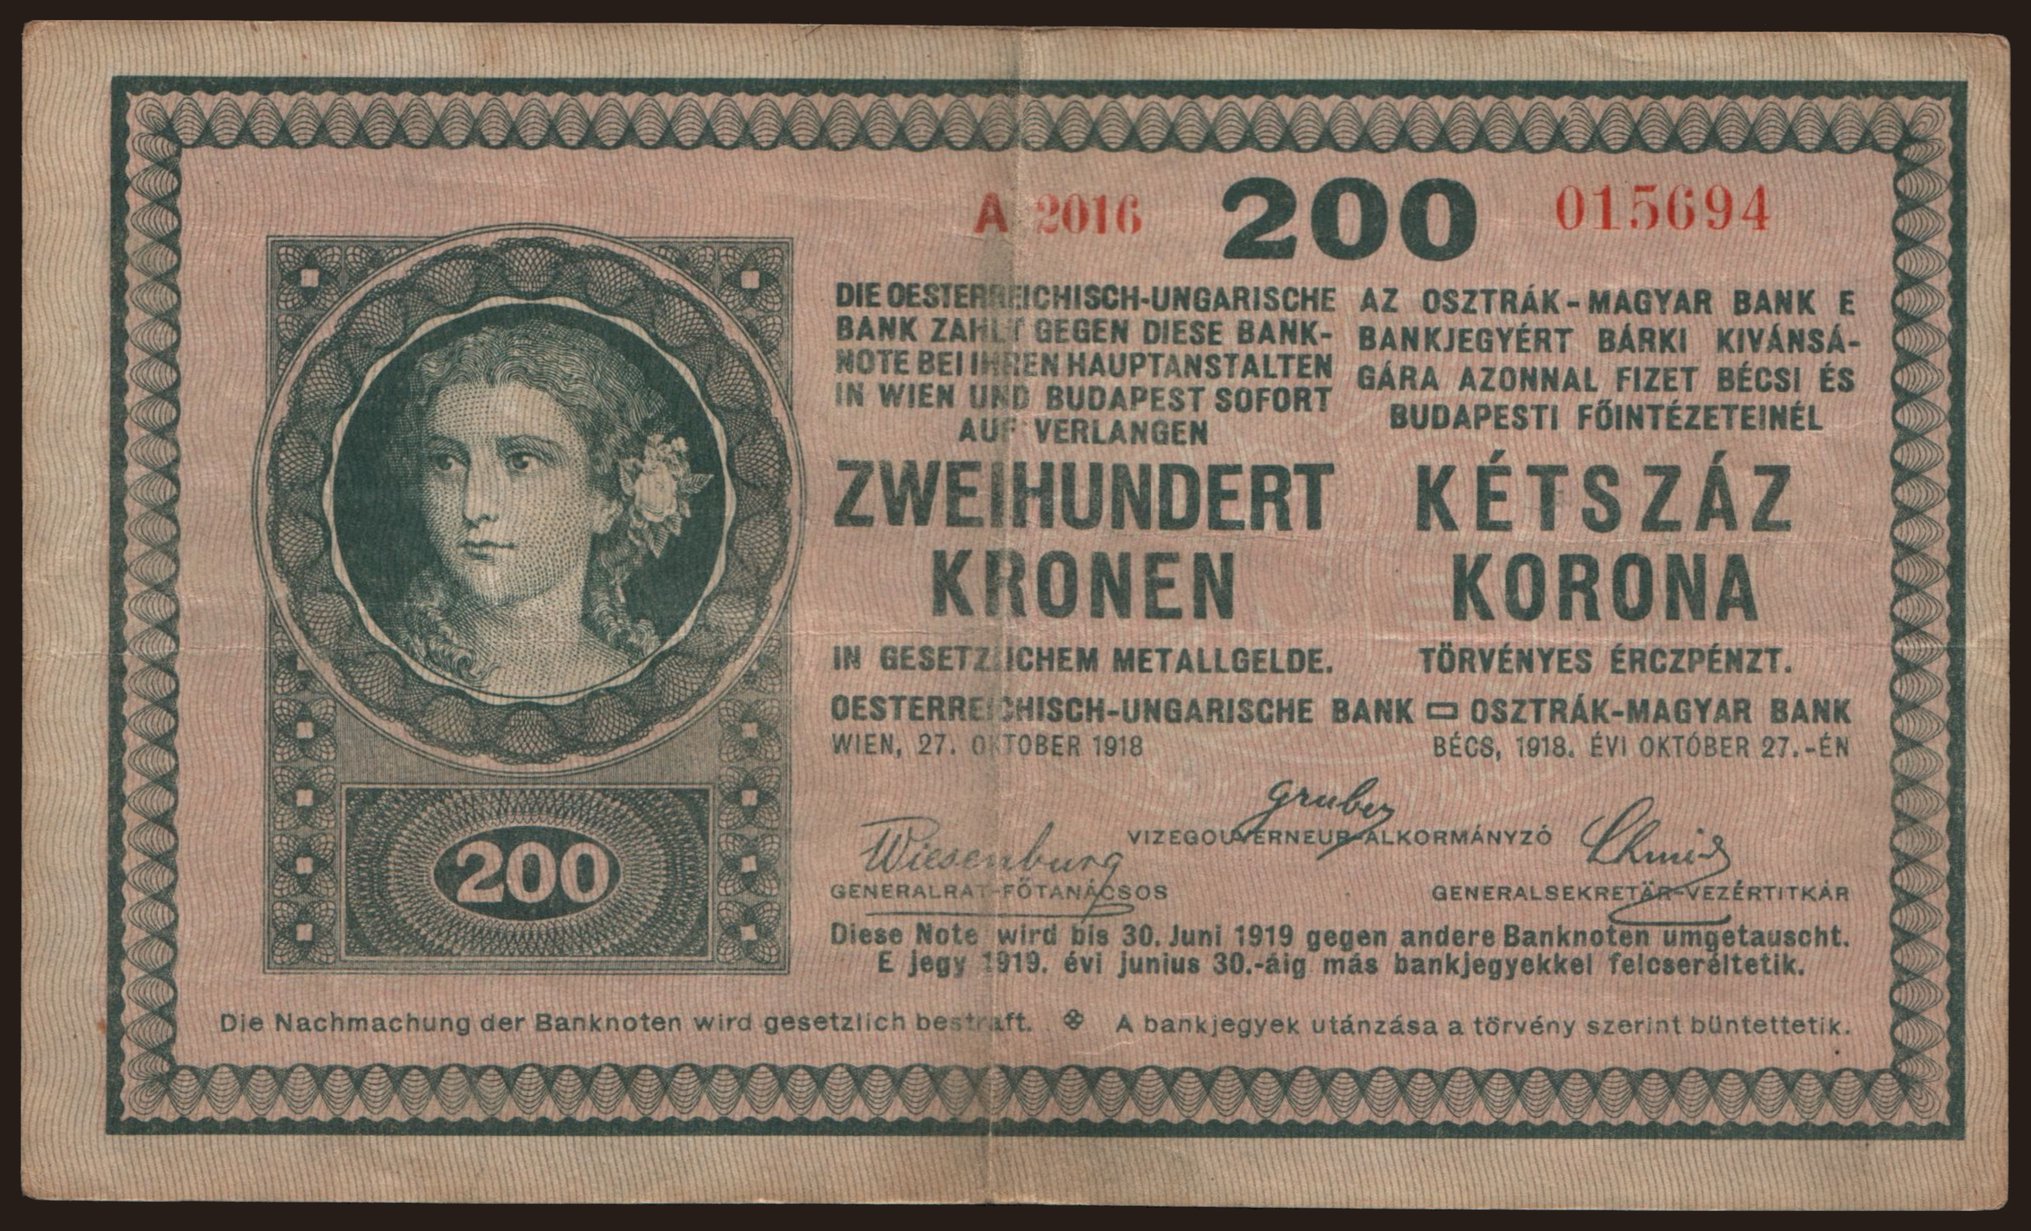 A 2016 200 015694
DIE OESTERREICHISCH-UNGARISCHE
BANK ZAHLT GEGEN DIESE BANK-
NOTE BEI IHREN HAUPTANSTALTEN
IN WIEN UND BUDAPEST SOFORT
AUF VERLANGEN
ZWEIHUNDERT
KRONEN
IN GESETZLICHEM METALLGELDE.
AZ OSZTRÁK-MAGYAR BANK E
BANKJEGYÉRT BÁRKI KIVÁNSÁ-
GÁRA AZONNAL FIZET BÉCSI ÉS
BUDAPESTI FŐINTÉZETEINÉL
KÉTSZÁZ
KORONA
TÖRVÉNYES ÉRCZPÉNZT.
OESTERREICHISCH-UNGARISCHE BANK OSZTRÁK-MAGYAR BANK
WIEN, 27. OKTOBER 1918 BÉCS, 1918. ÉVI OKTÓBER 27.-ÉN
Gruber
VIZEGOUVERNEUR-ALKORMÁNYZÓ
Wiesenburg
GENERALRAT-FŐTANÁCSOS
Schmid
GENERALSEKRETÄR-VEZÉRTITKÁR
200
Diese Note wird bis 30. Juni 1919 gegen andere Banknoten umgetauscht.
E jegy 1919. évi junius 30.-áig más bankjegyekkel felcseréltetik.
Die Nachmachung der Banknoten wird gesetzlich bestraft. A bankjegyek utánzása a törvény szerint büntettetik.